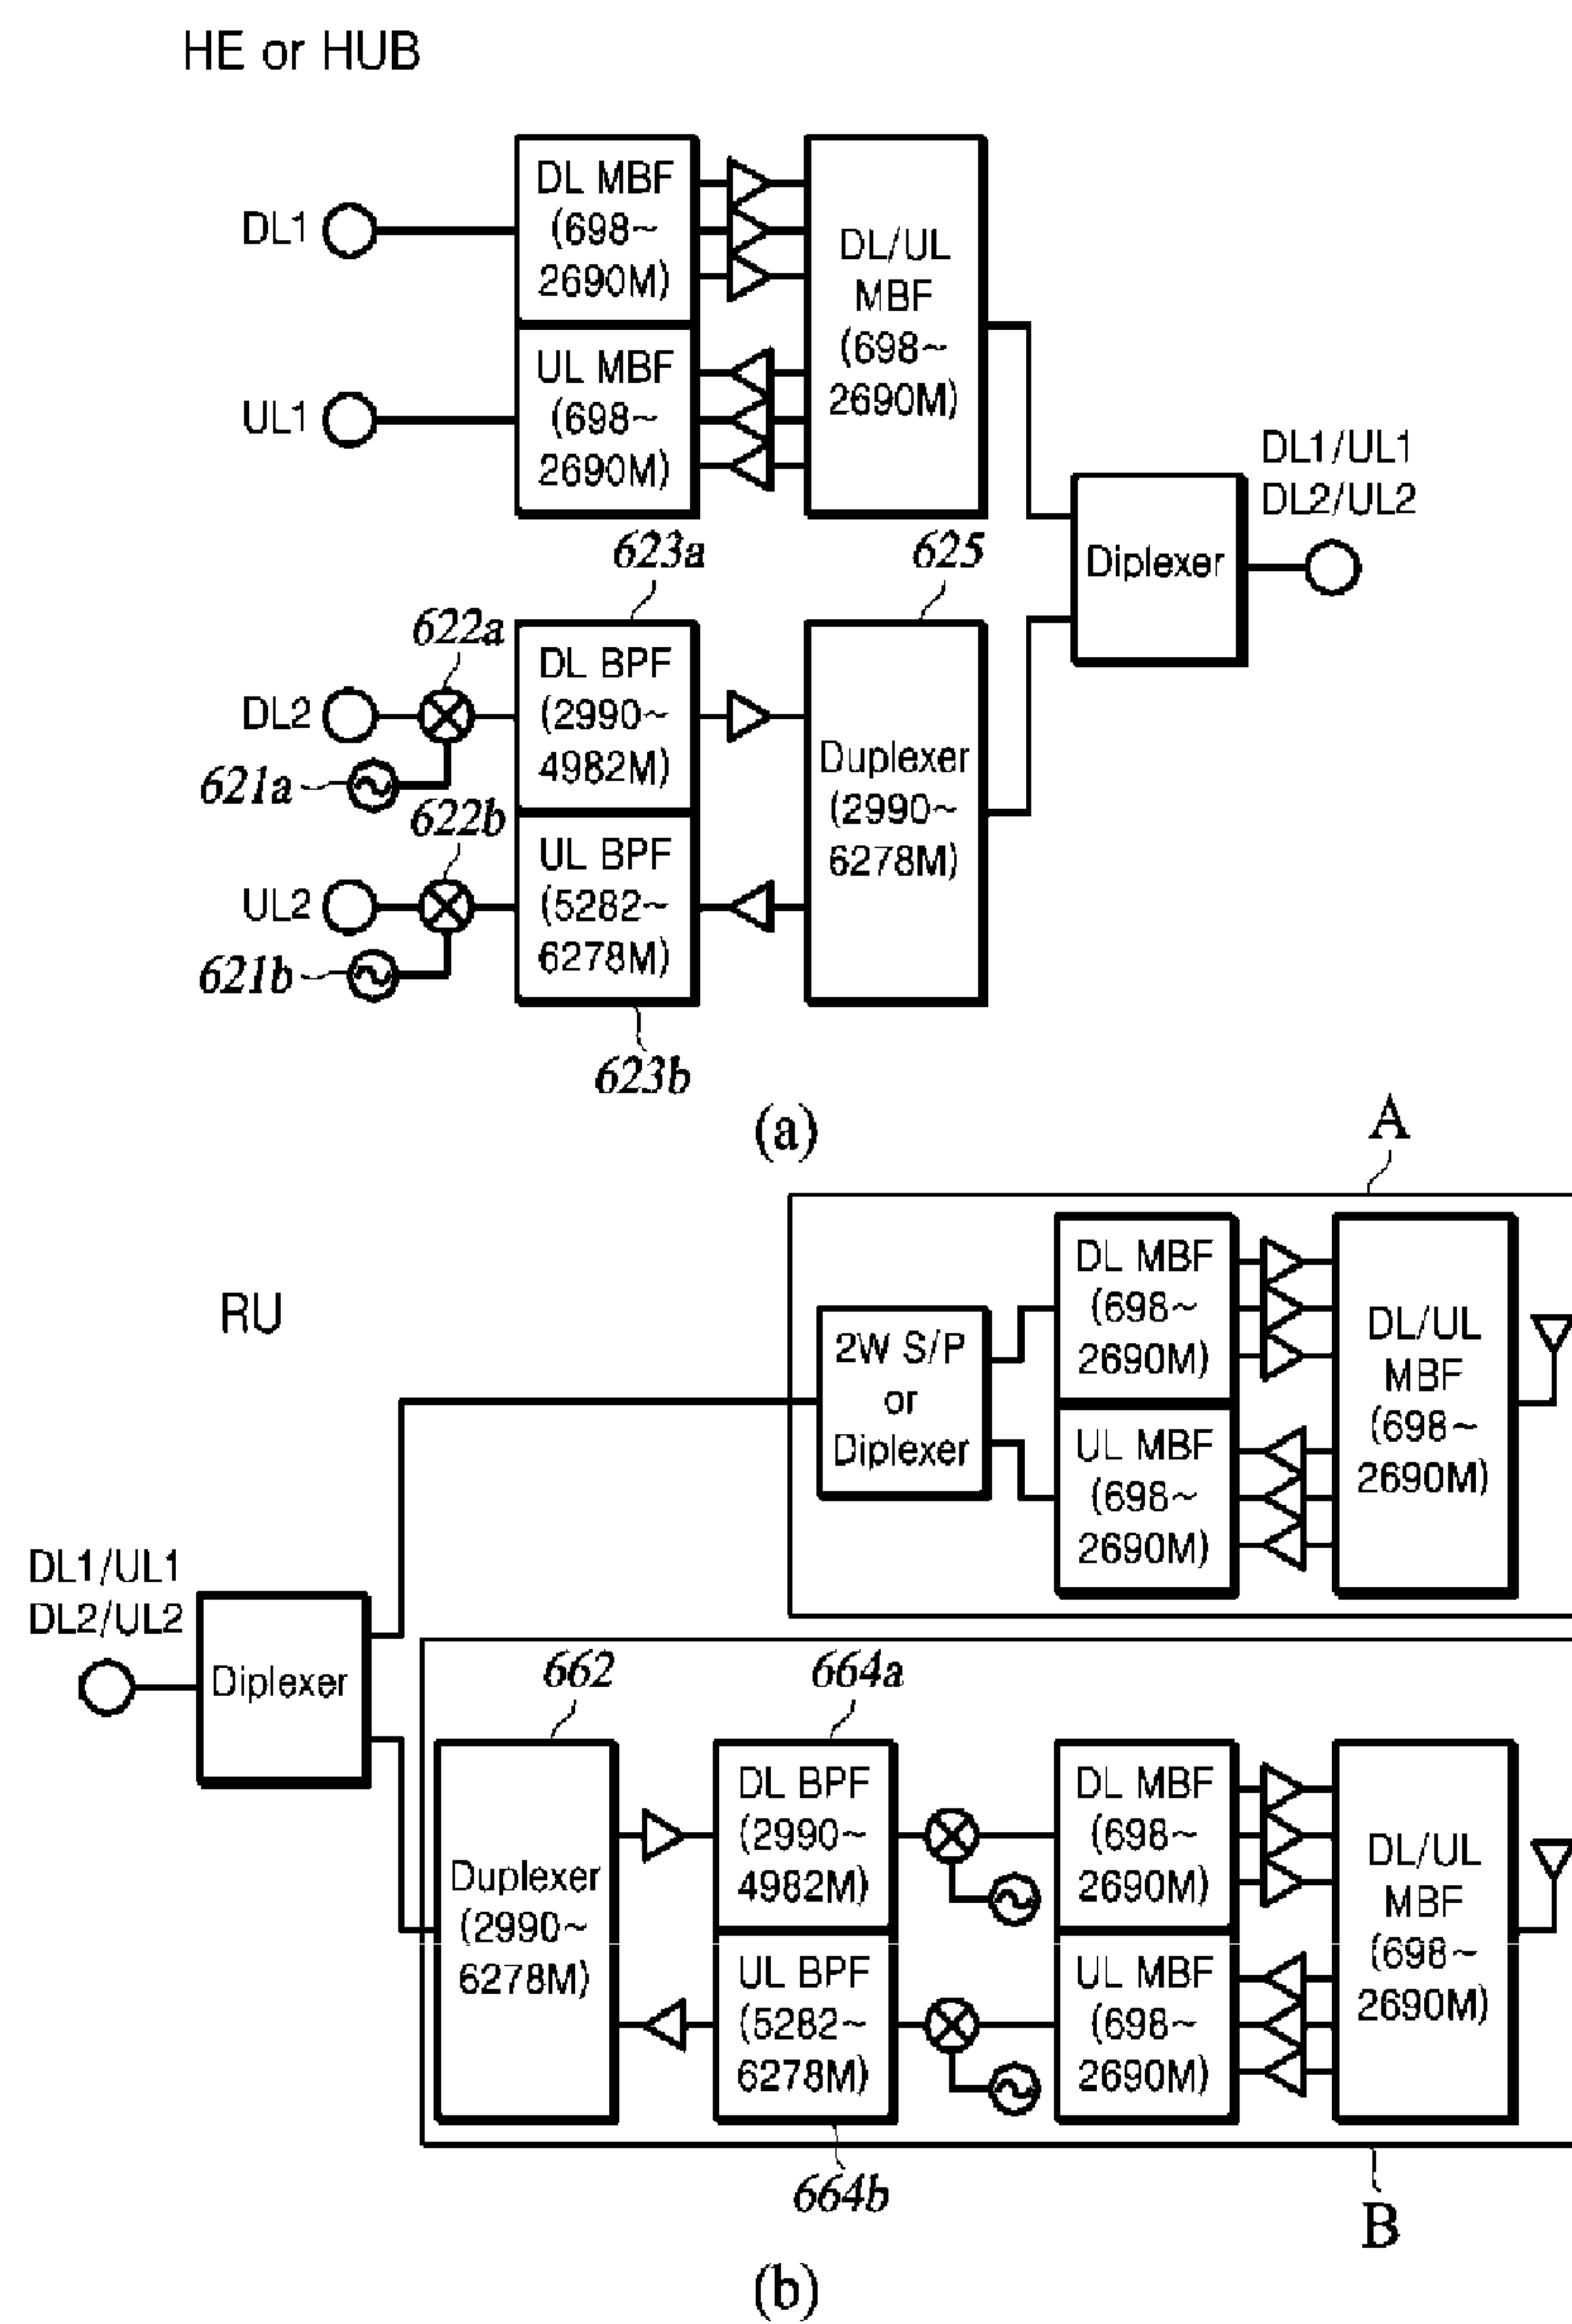 HE or HUB
DL1
DL MBF
(698~
2690M)
UL1
UL MBF
(698~
2690M)
DL/UL
MBF
(698~
2690M)
DL1/UL1
DL2/UL2
Diplexer
623a
625
622a
DL2
621a
622b
DL BPF
(2990~
4982M)
UL2
621b
UL BPF
(5282~
6278M)
Duplexer
(2990~
6278M)
623b
(a)
A
RU
2W S/P
or
Diplexer
DL MBF
(698~
2690M)
UL MBF
(698~
2690M)
DL/UL
MBF
(698~
2690M)
DL1/UL1
DL2/UL2
Diplexer
662
664a
Duplexer
(2990~
6278M)
DL BPF
(2990~
4982M)
UL BPF
(5282~
6278M)
DL MBF
(698~
2690M)
UL MBF
(698~
2690M)
DL/UL
MBF
(698~
2690M)
664b
B
(b)